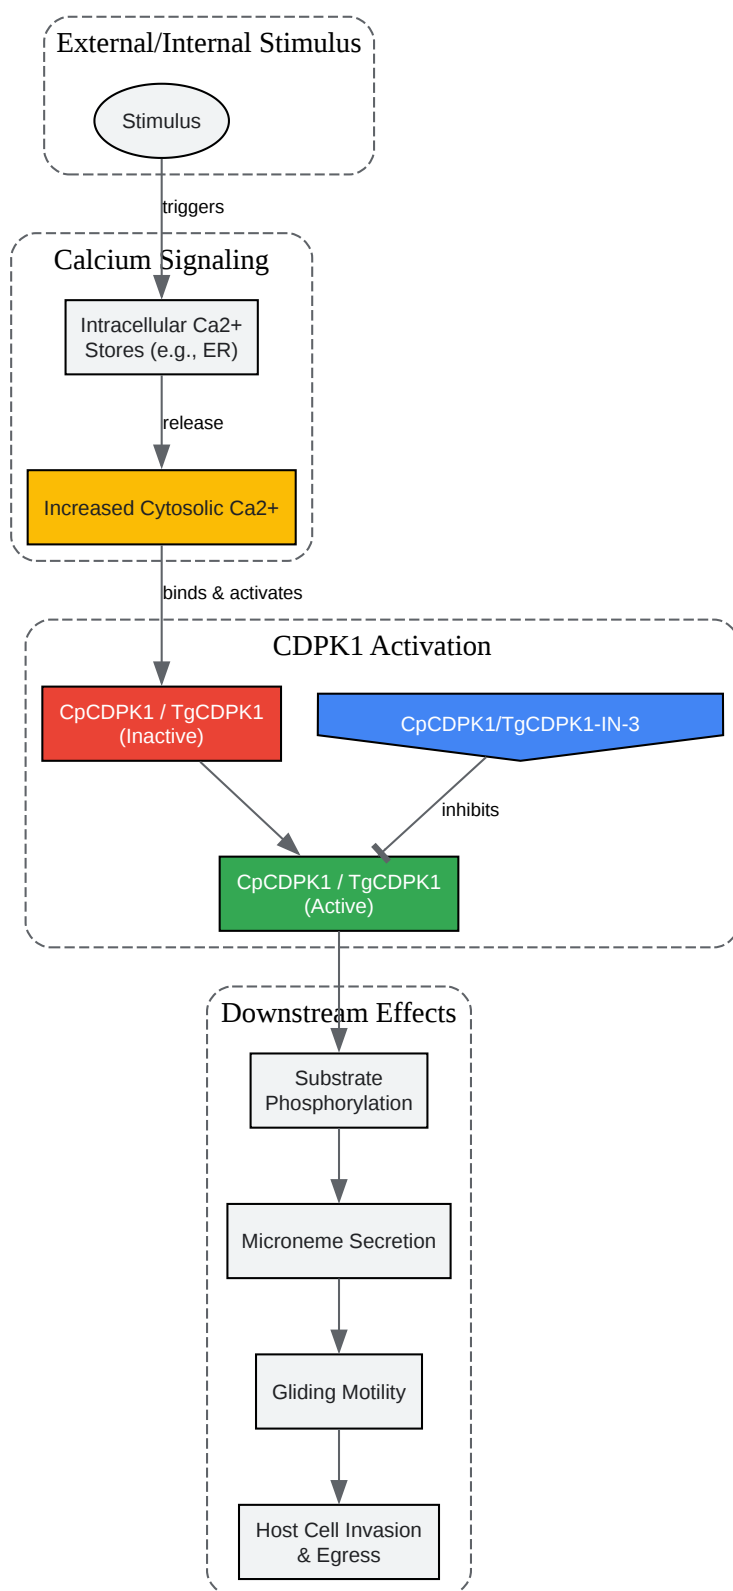 External/Internal Stimulus
Stimulus
triggers
Calcium Signaling
Intracellular Ca2+
Stores (e.g., ER)
release
Increased Cytosolic Ca2+
binds & activates
CDPK1 Activation
CpCDPK1 / TgCDPK1
(Inactive)
CpCDPK1/TgCDPK1-IN-3
inhibits
CpCDPK1 / TgCDPK1
(Active)
Downstream Effects
Substrate
Phosphorylation
Microneme Secretion
Gliding Motility
Host Cell Invasion
& Egress